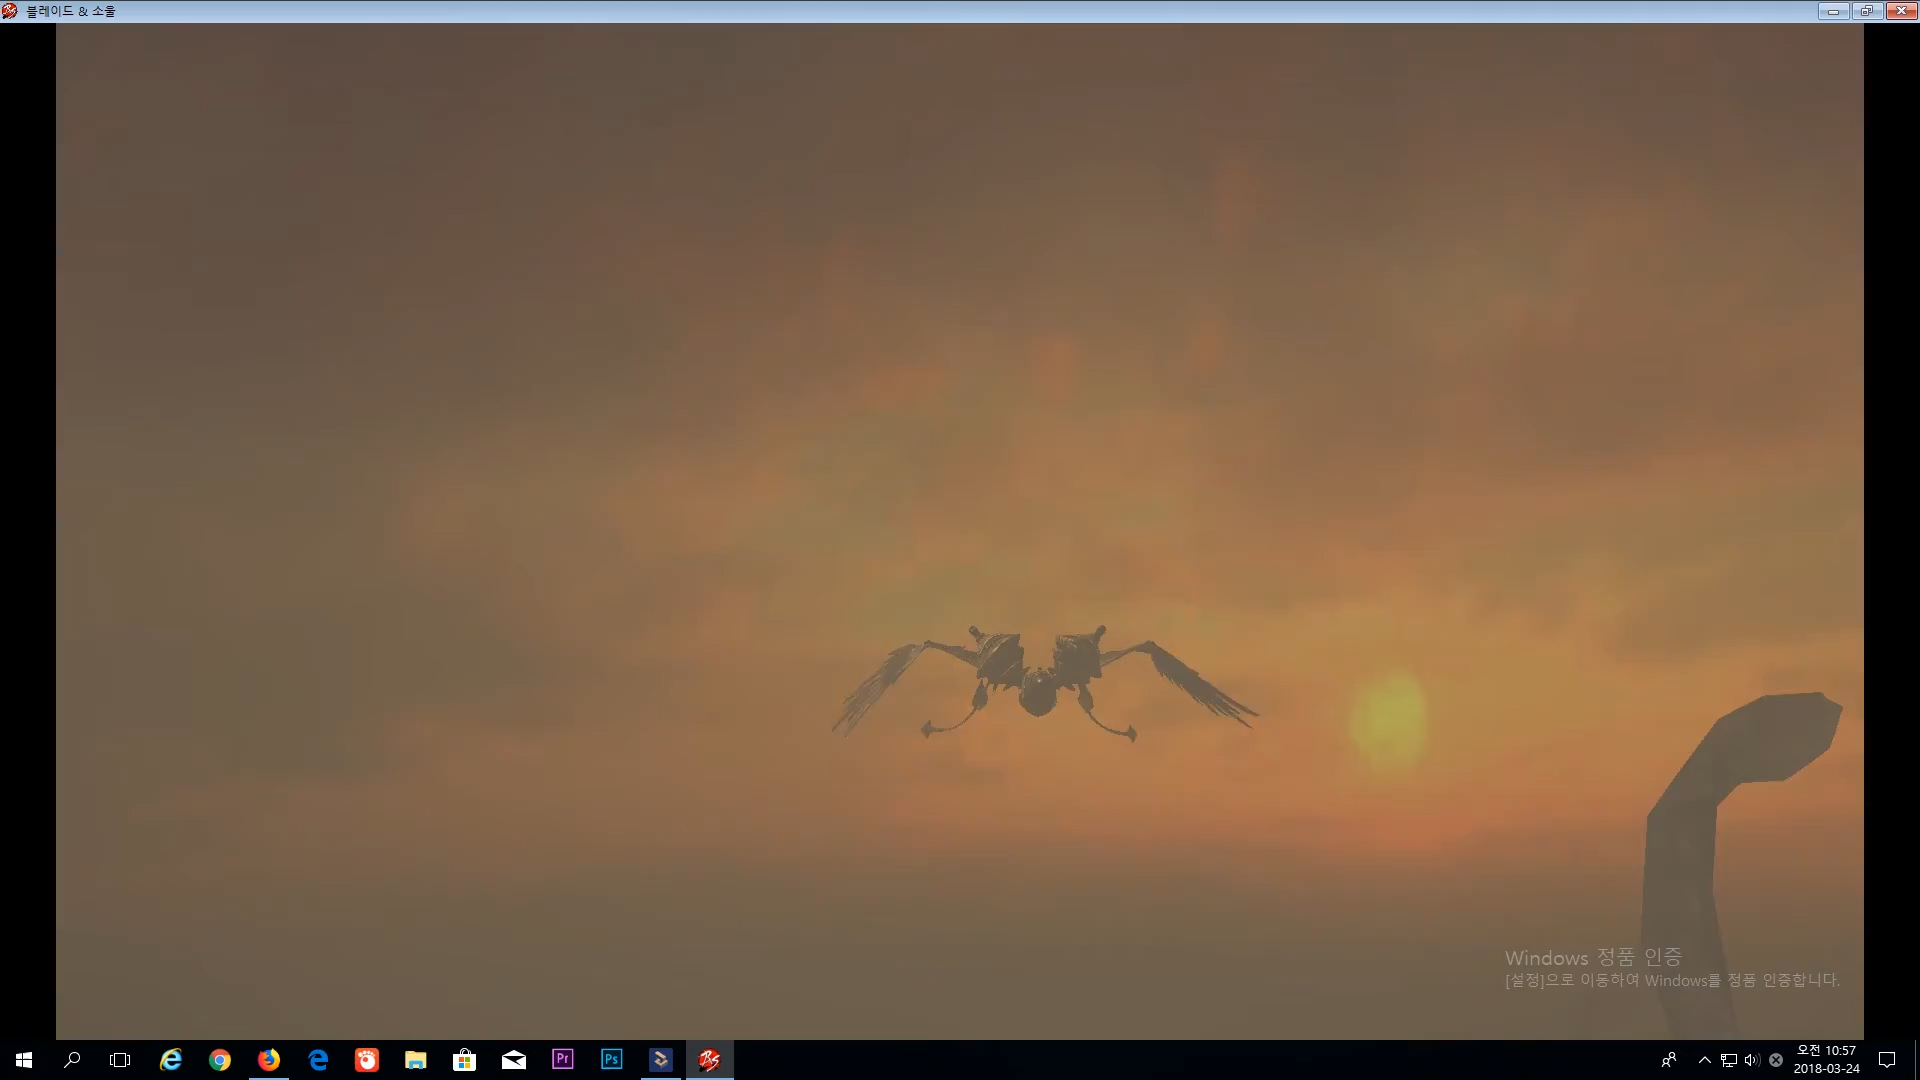 블레이드 & 소울
Windows 정품 인증
[설정]으로 이동하여 Windows를 정품 인증합니다.
Pr
Ps
오전 10:57
2018-03-24